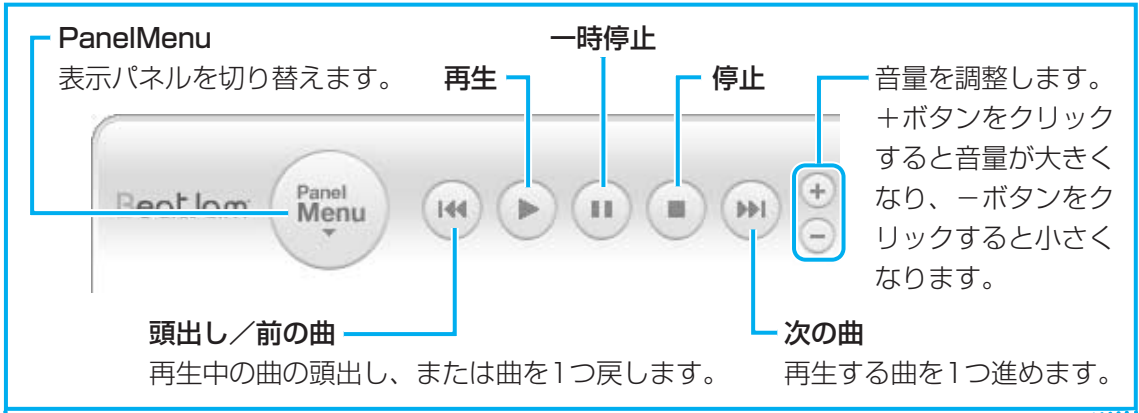 PanelMenu
表示パネルを切り替えます。
再生
一時停止
停止
音量を調整します。
＋ボタンをクリック
すると音量が大きく
なり、－ボタンをク
リックすると小さく
なります。
BeatJam
Panel
Menu
頭出し／前の曲
再生中の曲の頭出し、または曲を1つ戻します。
次の曲
再生する曲を1つ進めます。